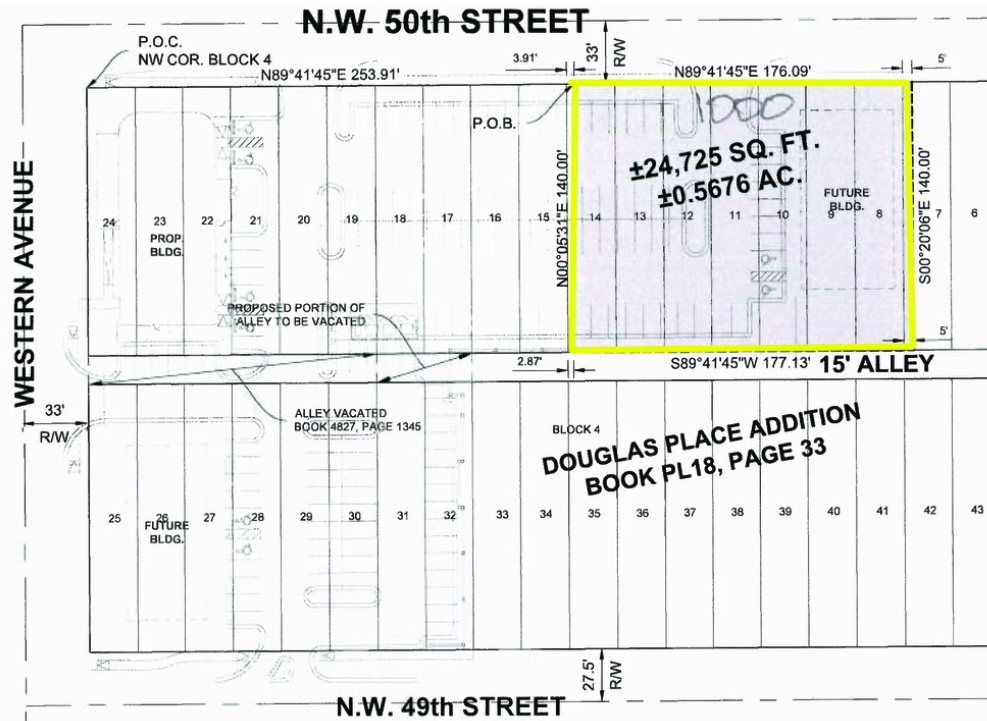 N.W. 50th STREET
P.O.C.
NW COR. BLOCK 4
N89°41'45"E 253.91'
3.91'
33'
R/W
N89°41'45"E 176.09'
5'
P.O.B.
1000
±24,725 SQ. FT.
±0.5676 AC.
WESTERN AVENUE
24
23
22
21
20
19
18
17
16
15
14
13
12
11
10
9
8
7
6
PROP.
BLDG.
FUTURE
BLDG.
N00°05'31"E 140.00'
S00°20'06"E 140.00'
PROPOSED PORTION OF
ALLEY TO BE VACATED
5'
2.87'
S89°41'45"W 177.13'
15' ALLEY
33'
R/W
ALLEY VACATED
BOOK 4827, PAGE 1345
BLOCK 4
DOUGLAS PLACE ADDITION
BOOK PL18, PAGE 33
25
26
27
28
29
30
31
32
33
34
35
36
37
38
39
40
41
42
43
FUTURE
BLDG.
27.5'
R/W
N.W. 49th STREET